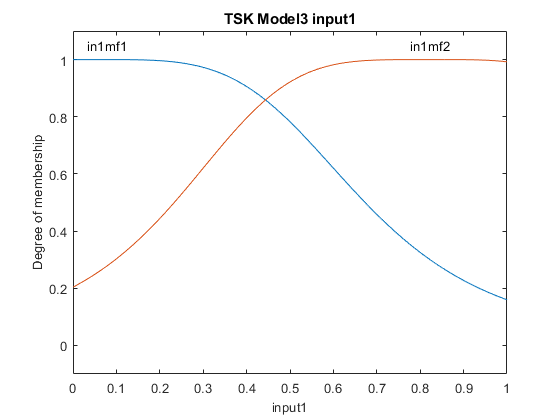 TSK Model3 input1
in1mf1
in1mf2
1
0.8
0.6
0.4
0.2
0
Degree of membership
0 0.1 0.2 0.3 0.4 0.5 0.6 0.7 0.8 0.9 1
input1